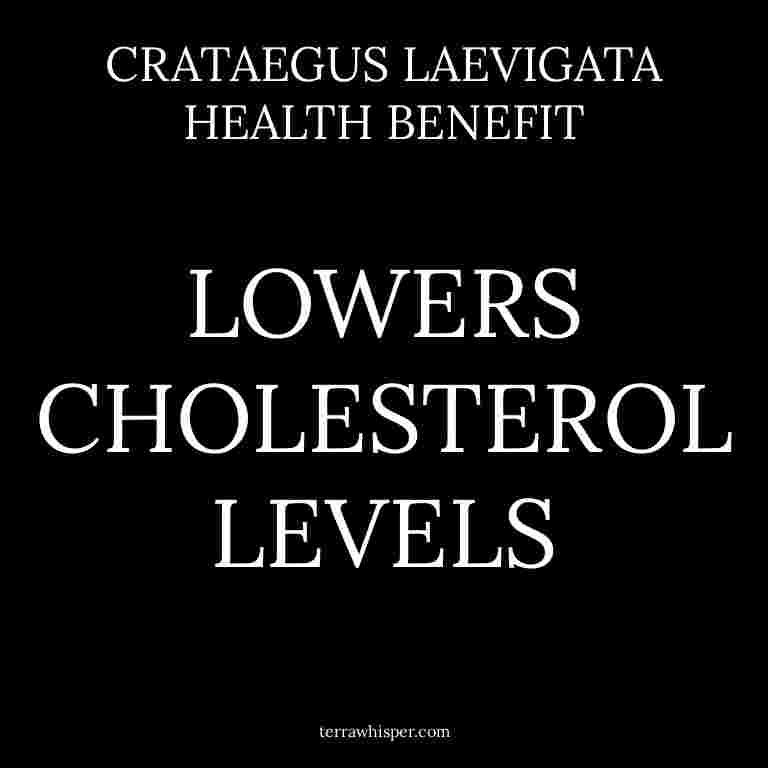 CRATAEGUS LAEVIGATA
HEALTH BENEFIT
LOWERS
CHOLESTEROL
LEVELS
terrawhisper.com